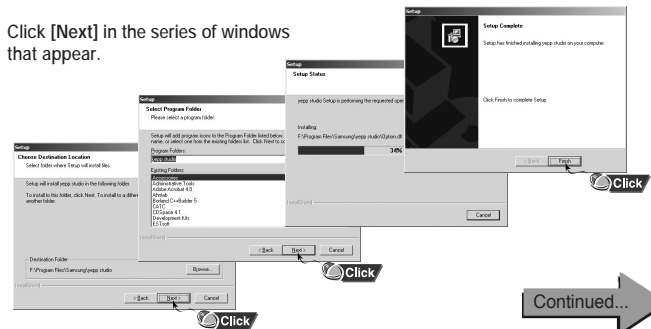 Click [Next] in the series of windows
that appear.
Setup
Choose Destination Location
Select folder where Setup will install files.
Setup will install yepp studio in the following folder.
To install to this folder, click Next. To install to a differen
another folder.
Destination Folder
F:\Program Files\Samsung\yepp studio
Browse...
InstallShield
< Back
Next >
Cancel
Click
Setup
Select Program Folder
Please select a program folder.
Setup will add program icons to the Program Folder listed below.
name, or select one from the existing folders list. Click Next to co
Program Folders:
yepp studio
Existing Folders:
Accessories
Administrative Tools
Adobe Acrobat 4.0
Ahnlab
Borland C++Builder 5
CATC
CDSpace 4.1
Development Kits
ESTsoft
InstallShield
< Back
Next >
Cancel
Click
Setup
Setup Status
yepp studio Setup is performing the requested oper
Installing:
F:\Program Files\Samsung\yepp studio\Option.dll
34%
InstallShield
Cancel
Setup
Setup Complete
Setup has finished installing yepp studio on your computer.
Click Finish to complete Setup.
< Back
Finish
Click
Continued...